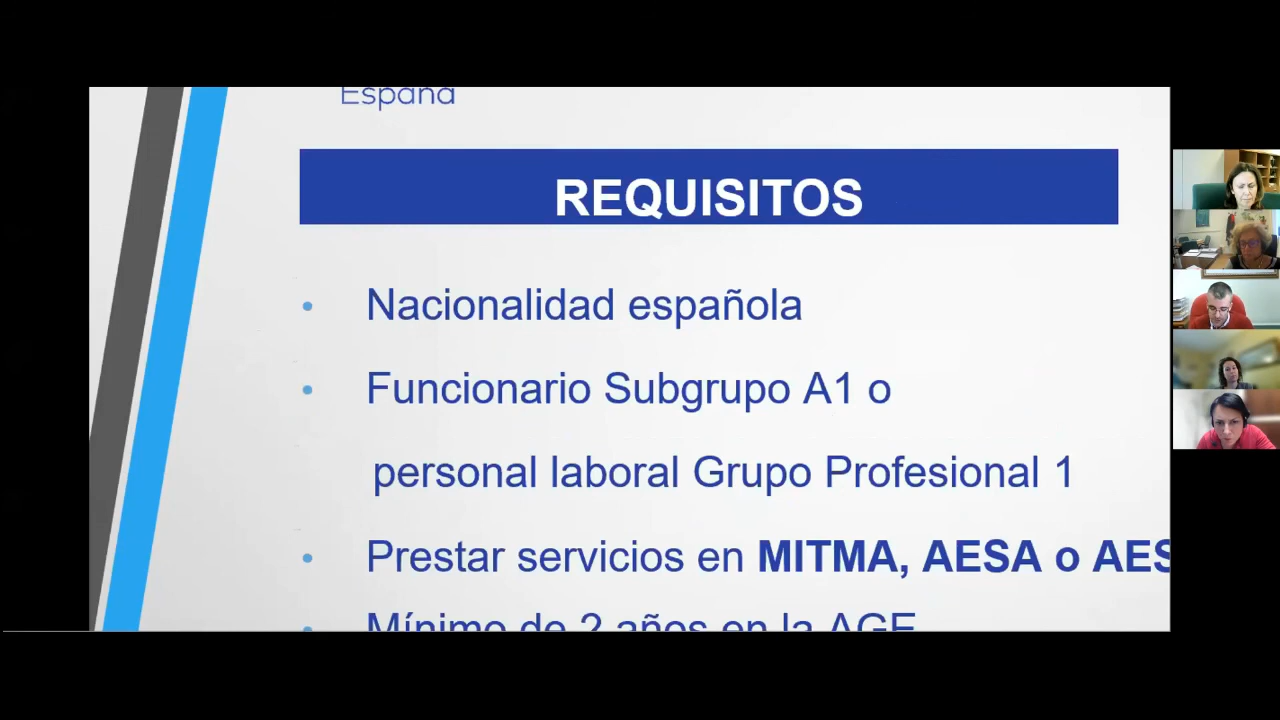 España
REQUISITOS
• Nacionalidad española
• Funcionario Subgrupo A1 o
personal laboral Grupo Profesional 1
• Prestar servicios en MITMA, AESA o AES
• Mínimo de 2 años en la AGE